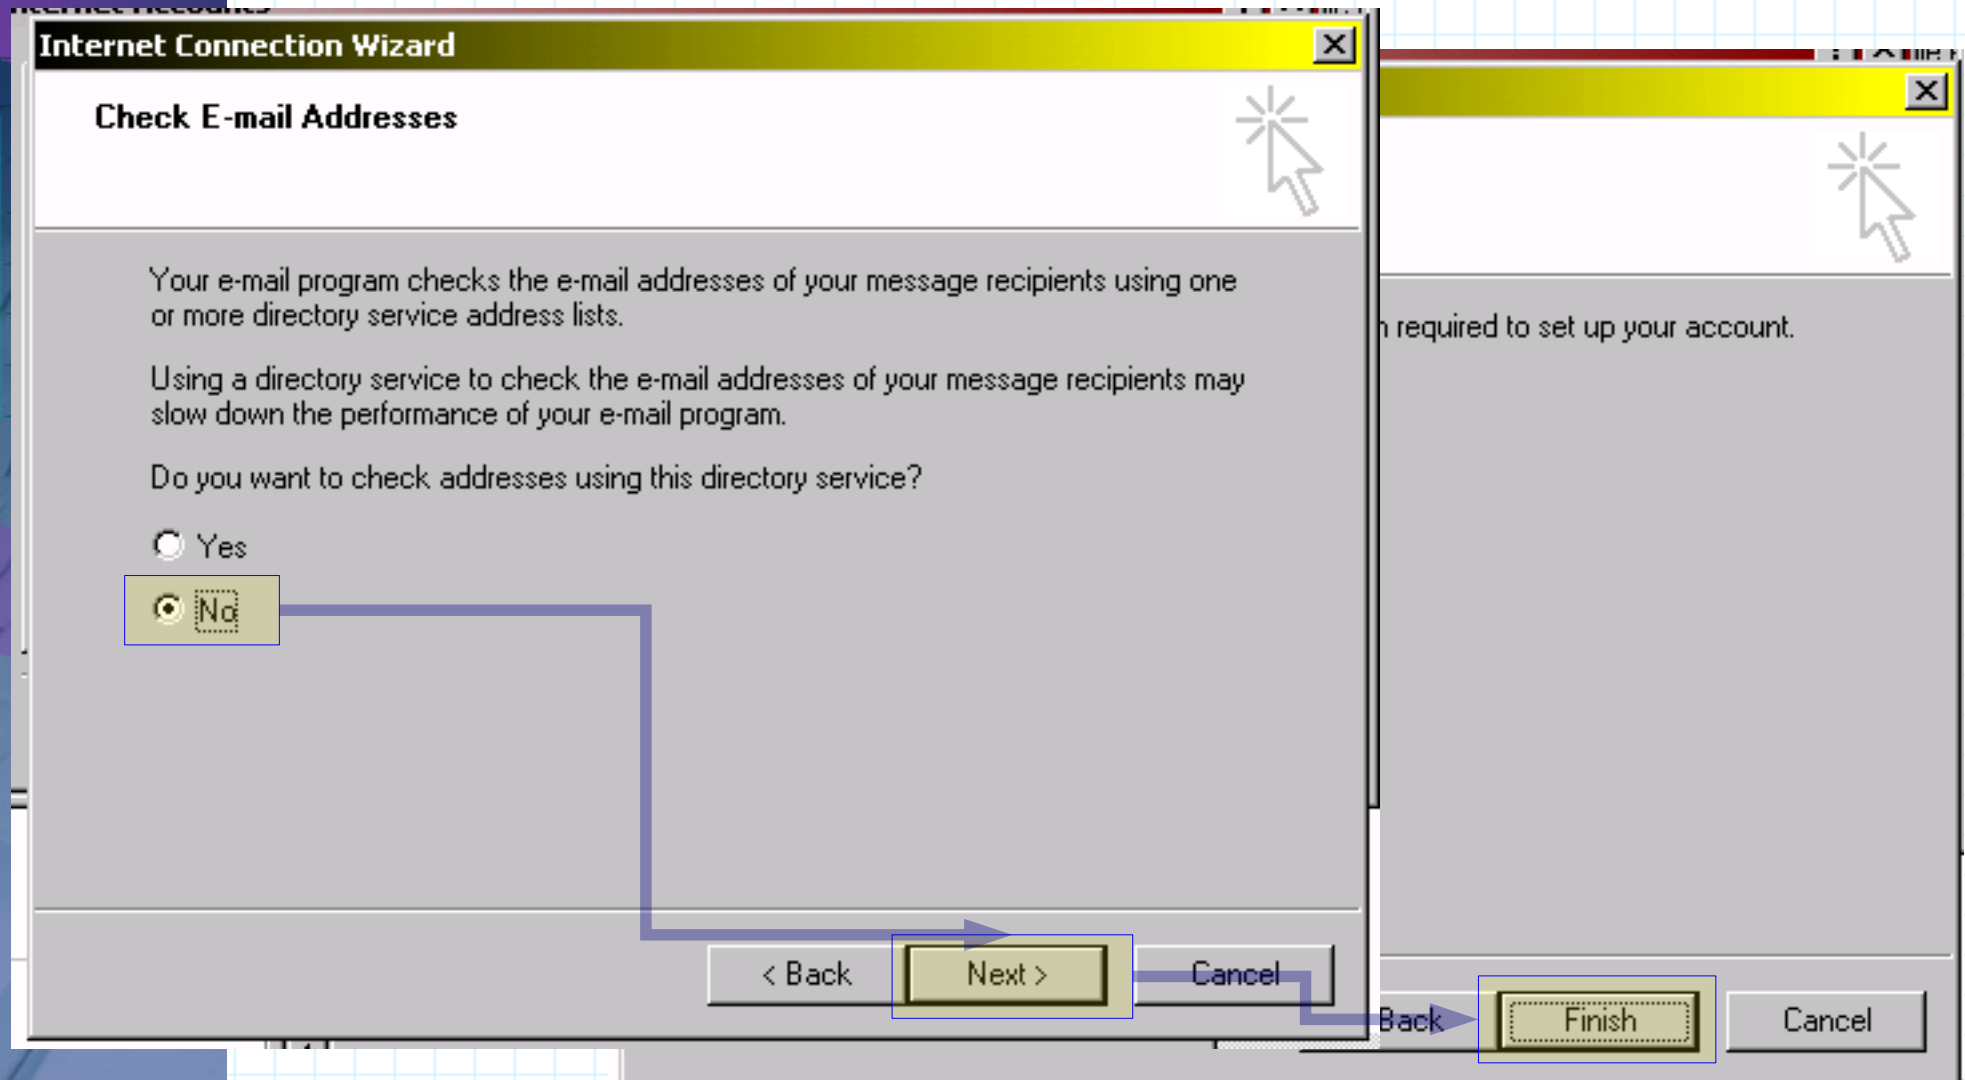 Internet Accounts
Internet Connection Wizard
Check E-mail Addresses
Your e-mail program checks the e-mail addresses of your message recipients using one
or more directory service address lists.
Using a directory service to check the e-mail addresses of your message recipients may
slow down the performance of your e-mail program.
Do you want to check addresses using this directory service?
Yes
No
< Back
Next >
Cancel
required to set up your account.
Back
Finish
Cancel